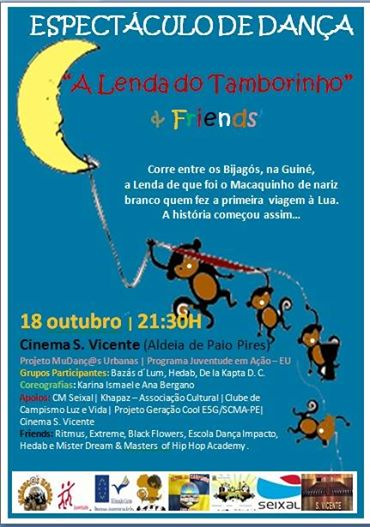 ESPECTÁCULO DE DANÇA
“A Lenda do Tamborinho”
& Friends
Corre entre os Bijagós, na Guiné,
a Lenda de que foi o Macaquinho de nariz
branco quem fez a primeira viagem à Lua.
A história começou assim…
18 outubro | 21:30H
Cinema S. Vicente (Aldeia de Paio Pires)
Projeto MuDanç@s Urbanas | Programa Juventude em Ação – EU
Grupos Participantes: Bazás d´ Lum, Hedab, De la Kapta D. C.
Coreografias: Karina Ismael e Ana Bergano
Apoios: CM Seixal| Khapaz – Associação Cultural |Clube de
Campismo Luz e Vida| Projeto Geração Cool E5G/SCMA-PE|
Cinema S. Vicente
Friends: Ritmus, Extreme, Black Flowers, Escola Dança Impacto,
Hedab e Mister Dream & Masters of Hip Hop Academy.
seixal
S. VICENTE